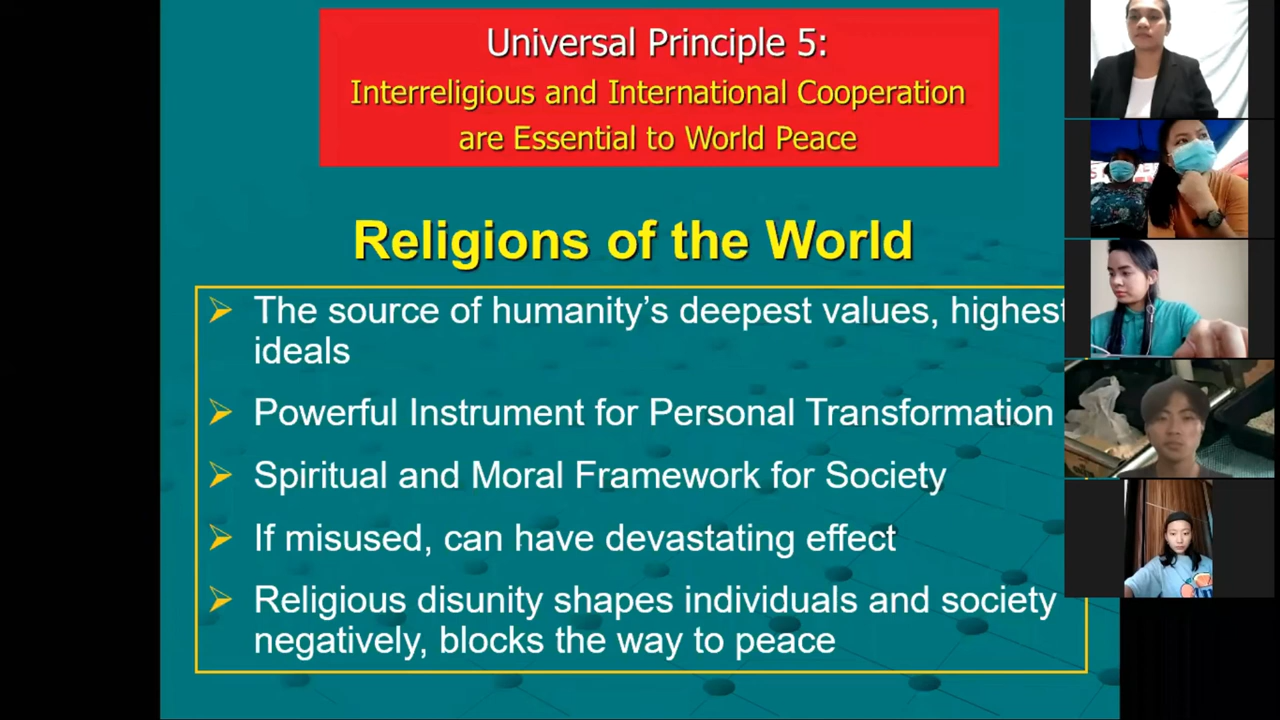 Universal Principle 5:
Interreligious and International Cooperation
are Essential to World Peace
Religions of the World
The source of humanity’s deepest values, highest
ideals
Powerful Instrument for Personal Transformation
Spiritual and Moral Framework for Society
If misused, can have devastating effect
Religious disunity shapes individuals and society
negatively, blocks the way to peace